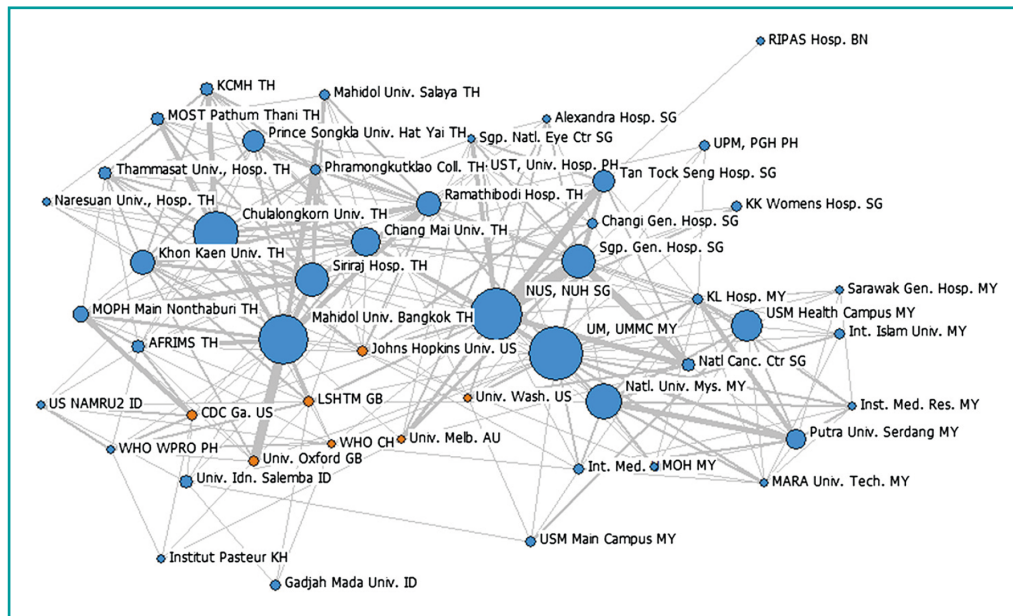 RIPAS Hosp. BN
KCMH TH
Mahidol Univ. Salaya TH
MOST Pathum Thani TH
Alexandra Hosp. SG
Prince Songkla Univ. Hat Yai TH
Sgp. Natl. Eye Ctr SG
UPM, PGH PH
Thammasat Univ., Hosp. TH
Phramongkutklao Coll. TH
UST, Univ. Hosp. PH
Tan Tock Seng Hosp. SG
Naresuan Univ., Hosp. TH
Ramathibodi Hosp. TH
KK Womens Hosp. SG
Chulalongkorn Univ. TH
Changi Gen. Hosp. SG
Chiang Mai Univ. TH
Khon Kaen Univ. TH
Sgp. Gen. Hosp. SG
Siriraj Hosp. TH
NUS, NUH SG
Sarawak Gen. Hosp. MY
KL Hosp. MY
MOPH Main Nonthaburi TH
Mahidol Univ. Bangkok TH
USM Health Campus MY
UM, UMMC MY
Int. Islam Univ. MY
AFRIMS TH
Johns Hopkins Univ. US
Natl Canc. Ctr SG
Natl. Univ. Mys. MY
US NAMRU2 ID
LSHTM GB
Univ. Wash. US
Inst. Med. Res. MY
CDC Ga. US
WHO WPRO PH
WHO CH
Univ. Melb. AU
Putra Univ. Serdang MY
Univ. Oxford GB
Int. Med.
MOH MY
Univ. Idn. Salemba ID
MARA Univ. Tech. MY
USM Main Campus MY
Institut Pasteur KH
Gadjah Mada Univ. ID